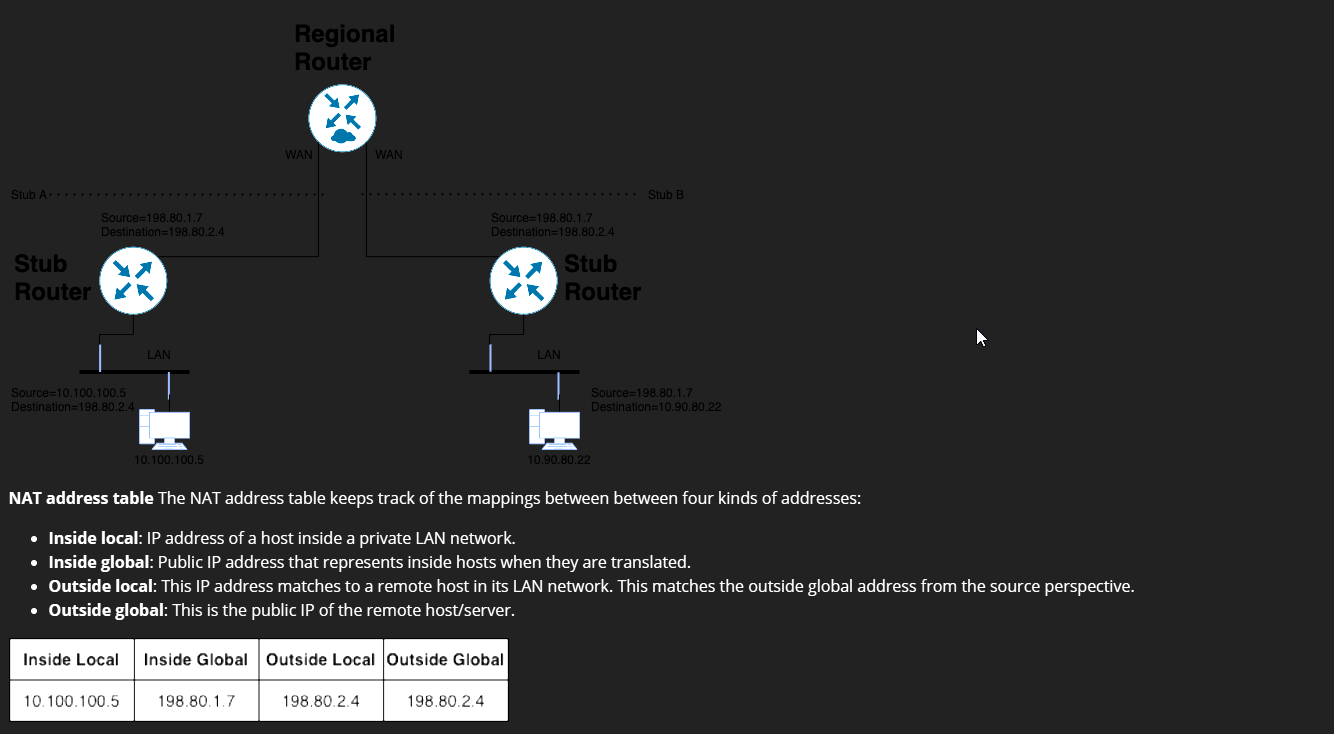 Regional
Router
WAN
WAN
Stub A
Stub B
Source=198.80.1.7
Destination=198.80.2.4
Source=198.80.1.7
Destination=198.80.2.4
Stub
Router
Stub
Router
LAN
LAN
Source=10.100.100.5
Destination=198.80.2.4
Source=198.80.1.7
Destination=10.90.80.22
10.100.100.5
10.90.80.22
NAT address table The NAT address table keeps track of the mappings between between four kinds of addresses:
• Inside local: IP address of a host inside a private LAN network.
• Inside global: Public IP address that represents inside hosts when they are translated.
• Outside local: This IP address matches to a remote host in its LAN network. This matches the outside global address from the source perspective.
• Outside global: This is the public IP of the remote host/server.
Inside Local Inside Global Outside Local Outside Global
10.100.100.5 198.80.1.7 198.80.2.4 198.80.2.4